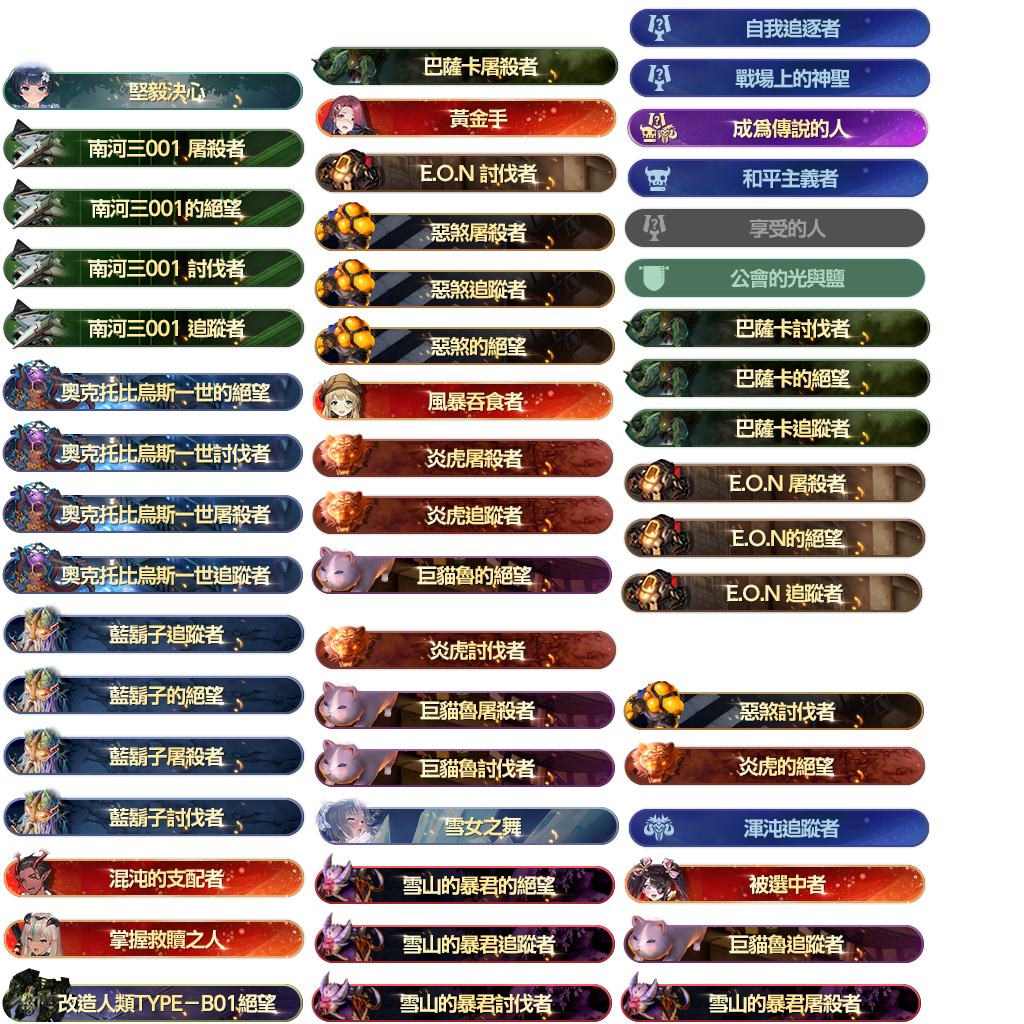 堅毅決心
南河三001 屠殺者
南河三001的絕望
南河三001 討伐者
南河三001 追蹤者
奧克托比烏斯一世的絕望
奧克托比烏斯一世討伐者
奧克托比烏斯一世屠殺者
奧克托比烏斯一世追蹤者
藍鬍子追蹤者
藍鬍子的絕望
藍鬍子屠殺者
藍鬍子討伐者
混沌的支配者
掌握救贖之人
改造人類TYPE－B01絕望
巴薩卡屠殺者
黃金手
E.O.N 討伐者
惡煞屠殺者
惡煞追蹤者
惡煞的絕望
風暴吞食者
炎虎屠殺者
炎虎追蹤者
巨貓魯的絕望
炎虎討伐者
巨貓魯屠殺者
巨貓魯討伐者
雪女之舞
雪山的暴君的絕望
雪山的暴君追蹤者
雪山的暴君討伐者
自我追逐者
戰場上的神聖
成爲傳說的人
和平主義者
享受的人
公會的光與鹽
巴薩卡討伐者
巴薩卡的絕望
巴薩卡追蹤者
E.O.N 屠殺者
E.O.N的絕望
E.O.N 追蹤者
惡煞討伐者
炎虎的絕望
渾沌追蹤者
被選中者
巨貓魯追蹤者
雪山的暴君屠殺者